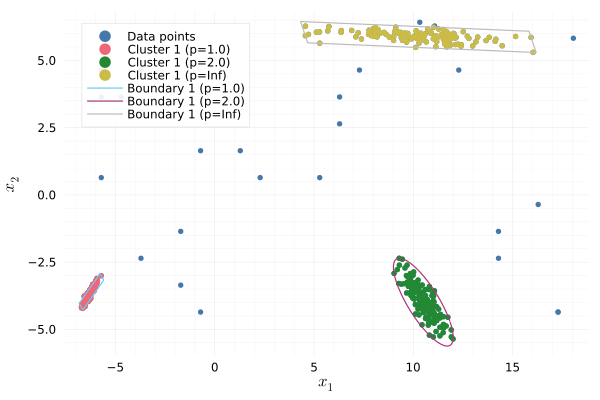 Data points
Cluster 1 (p=1.0)
Cluster 1 (p=2.0)
Cluster 1 (p=Inf)
Boundary 1 (p=1.0)
Boundary 1 (p=2.0)
Boundary 1 (p=Inf)
5.0
2.5
0.0
−2.5
−5.0
x₂
−5 0 5 10 15
x₁